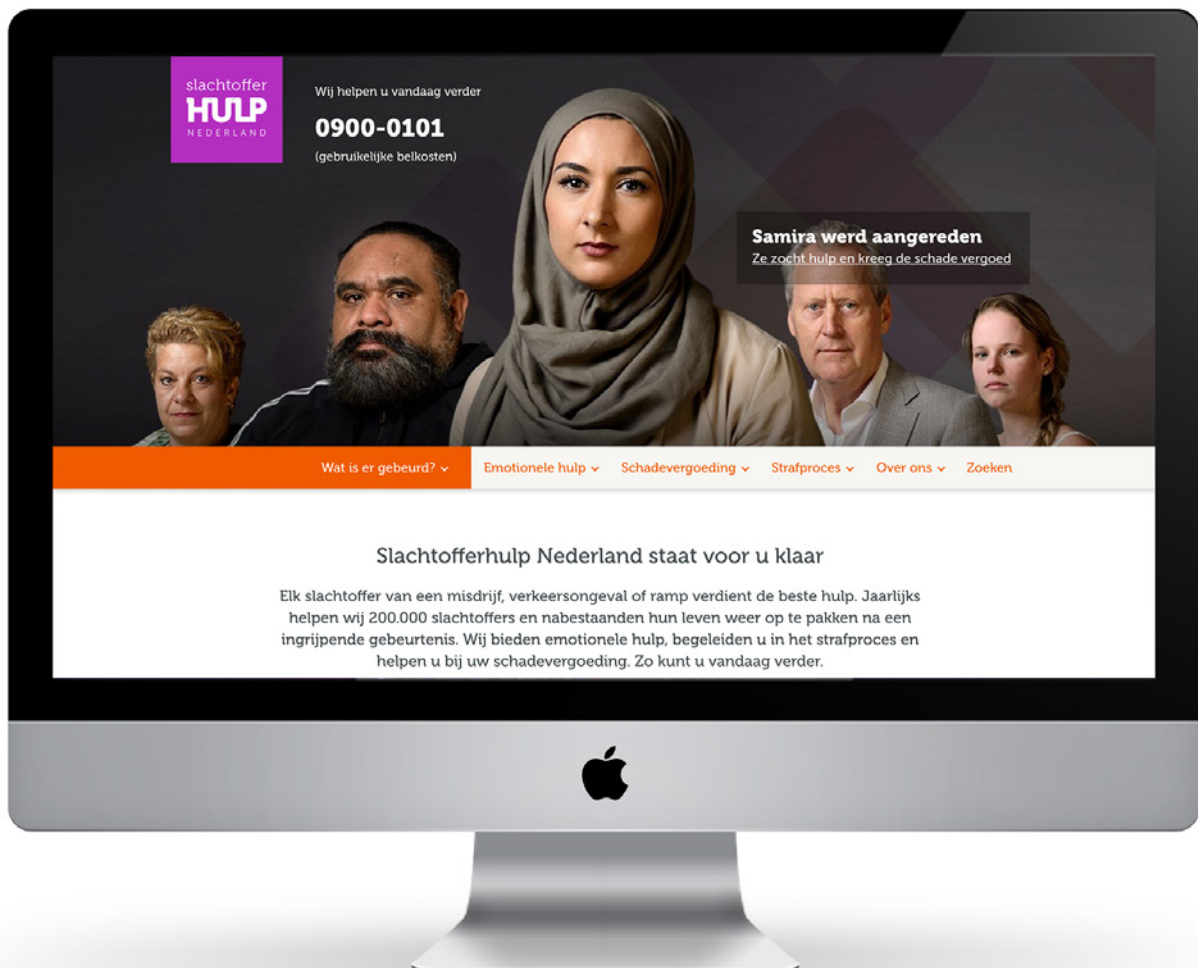 slachtoffer
HULP
NEDERLAND
Wij helpen u vandaag verder
0900-0101
(gebruikelijke belkosten)
Samira werd aangereden
Ze zocht hulp en kreeg de schade vergoed
Wat is er gebeurd? Emotionele hulp Schadevergoeding Strafproces Over ons Zoeken
Slachtofferhulp Nederland staat voor u klaar
Elk slachtoffer van een misdrijf, verkeersongeval of ramp verdient de beste hulp. Jaarlijks
helpen wij 200.000 slachtoffers en nabestaanden hun leven weer op te pakken na een
ingrijpende gebeurtenis. Wij bieden emotionele hulp, begeleiden u in het strafproces en
helpen u bij uw schadevergoeding. Zo kunt u vandaag verder.